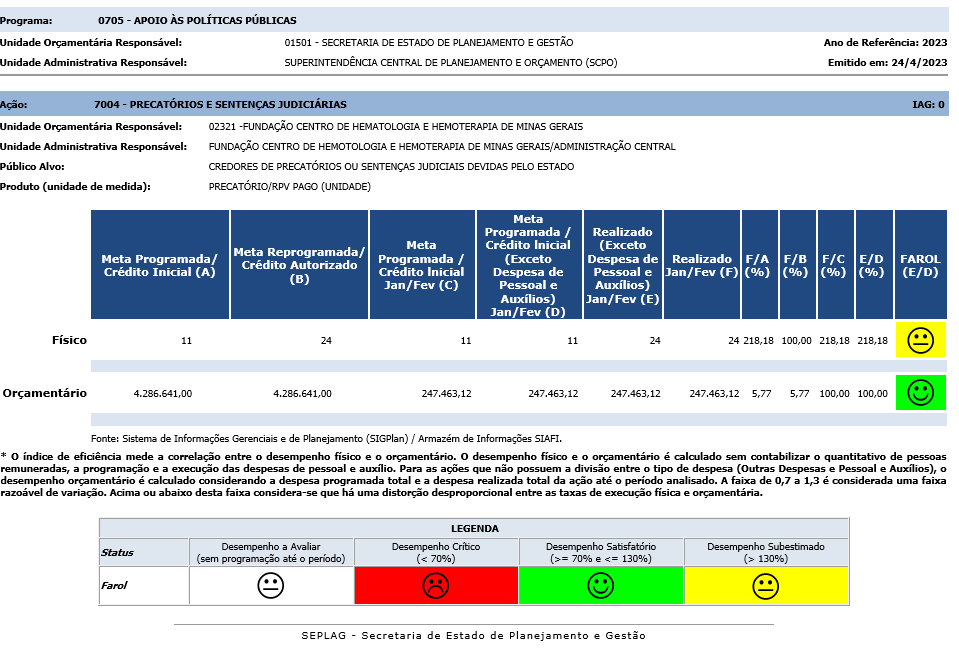 Programa: 0705 - APOIO ÀS POLÍTICAS PÚBLICAS
Unidade Orçamentária Responsável: 01501 - SECRETARIA DE ESTADO DE PLANEJAMENTO E GESTÃO Ano de Referência: 2023
Unidade Administrativa Responsável: SUPERINTENDÊNCIA CENTRAL DE PLANEJAMENTO E ORÇAMENTO (SCPO) Emitido em: 24/4/2023
Ação: 7004 - PRECATÓRIOS E SENTENÇAS JUDICIÁRIAS IAG: 0
Unidade Orçamentária Responsável: 02321 -FUNDAÇÃO CENTRO DE HEMATOLOGIA E HEMOTERAPIA DE MINAS GERAIS
Unidade Administrativa Responsável: FUNDAÇÃO CENTRO DE HEMOTOLOGIA E HEMOTERAPIA DE MINAS GERAIS/ADMINISTRAÇÃO CENTRAL
Público Alvo: CREDORES DE PRECATÓRIOS OU SENTENÇAS JUDICIAIS DEVIDAS PELO ESTADO
Produto (unidade de medida): PRECATÓRIO/RPV PAGO (UNIDADE)
Meta Programada/
Crédito Inicial (A)
Meta Reprogramada/
Crédito Autorizado
(B)
Meta
Programada /
Crédito Inicial
Jan/Fev (C)
Meta
Programada /
Crédito Inicial
(Exceto
Despesa de
Pessoal e
Auxílios)
Jan/Fev (D)
Realizado
(Exceto
Despesa de
Pessoal e
Auxílios)
Jan/Fev (E)
Realizado
Jan/Fev (F)
F/A
(%)
F/B
(%)
F/C
(%)
E/D
(%)
FAROL
(E/D)
Físico 11 24 11 11 24 24 218,18 100,00 218,18 218,18
Orçamentário 4.286.641,00 4.286.641,00 247.463,12 247.463,12 247.463,12 247.463,12 5,77 5,77 100,00 100,00
Fonte: Sistema de Informações Gerenciais e de Planejamento (SIGPlan) / Armazém de Informações SIAFI.
* O índice de eficiência mede a correlação entre o desempenho físico e o orçamento. O desempenho físico e o orçamentário é calculado sem contabilizar o quantitativo de pessoas
remuneradas, a programação e a execução das despesas de pessoal e auxílio. Para as ações que não possuem a divisão entre o tipo de despesa (Outras Despesas e Pessoal e Auxílios), o
desempenho orçamentário é calculado considerando a despesa programada total e a despesa realizada total da ação até o período analisado. A faixa de 0,7 a 1,3 é considerada uma faixa
razoável de variação. Acima ou abaixo desta faixa considera-se que há uma distorção desproporcional entre as taxas de execução física e orçamentária.
LEGENDA
Status
Desempenho a Avaliar
(sem programação até o período)
Desempenho Crítico
(< 70%)
Desempenho Satisfatório
(>= 70% e <= 130%)
Desempenho Subestimado
(> 130%)
Farol
SEPLAG - Secretaria de Estado de Planejamento e Gestão